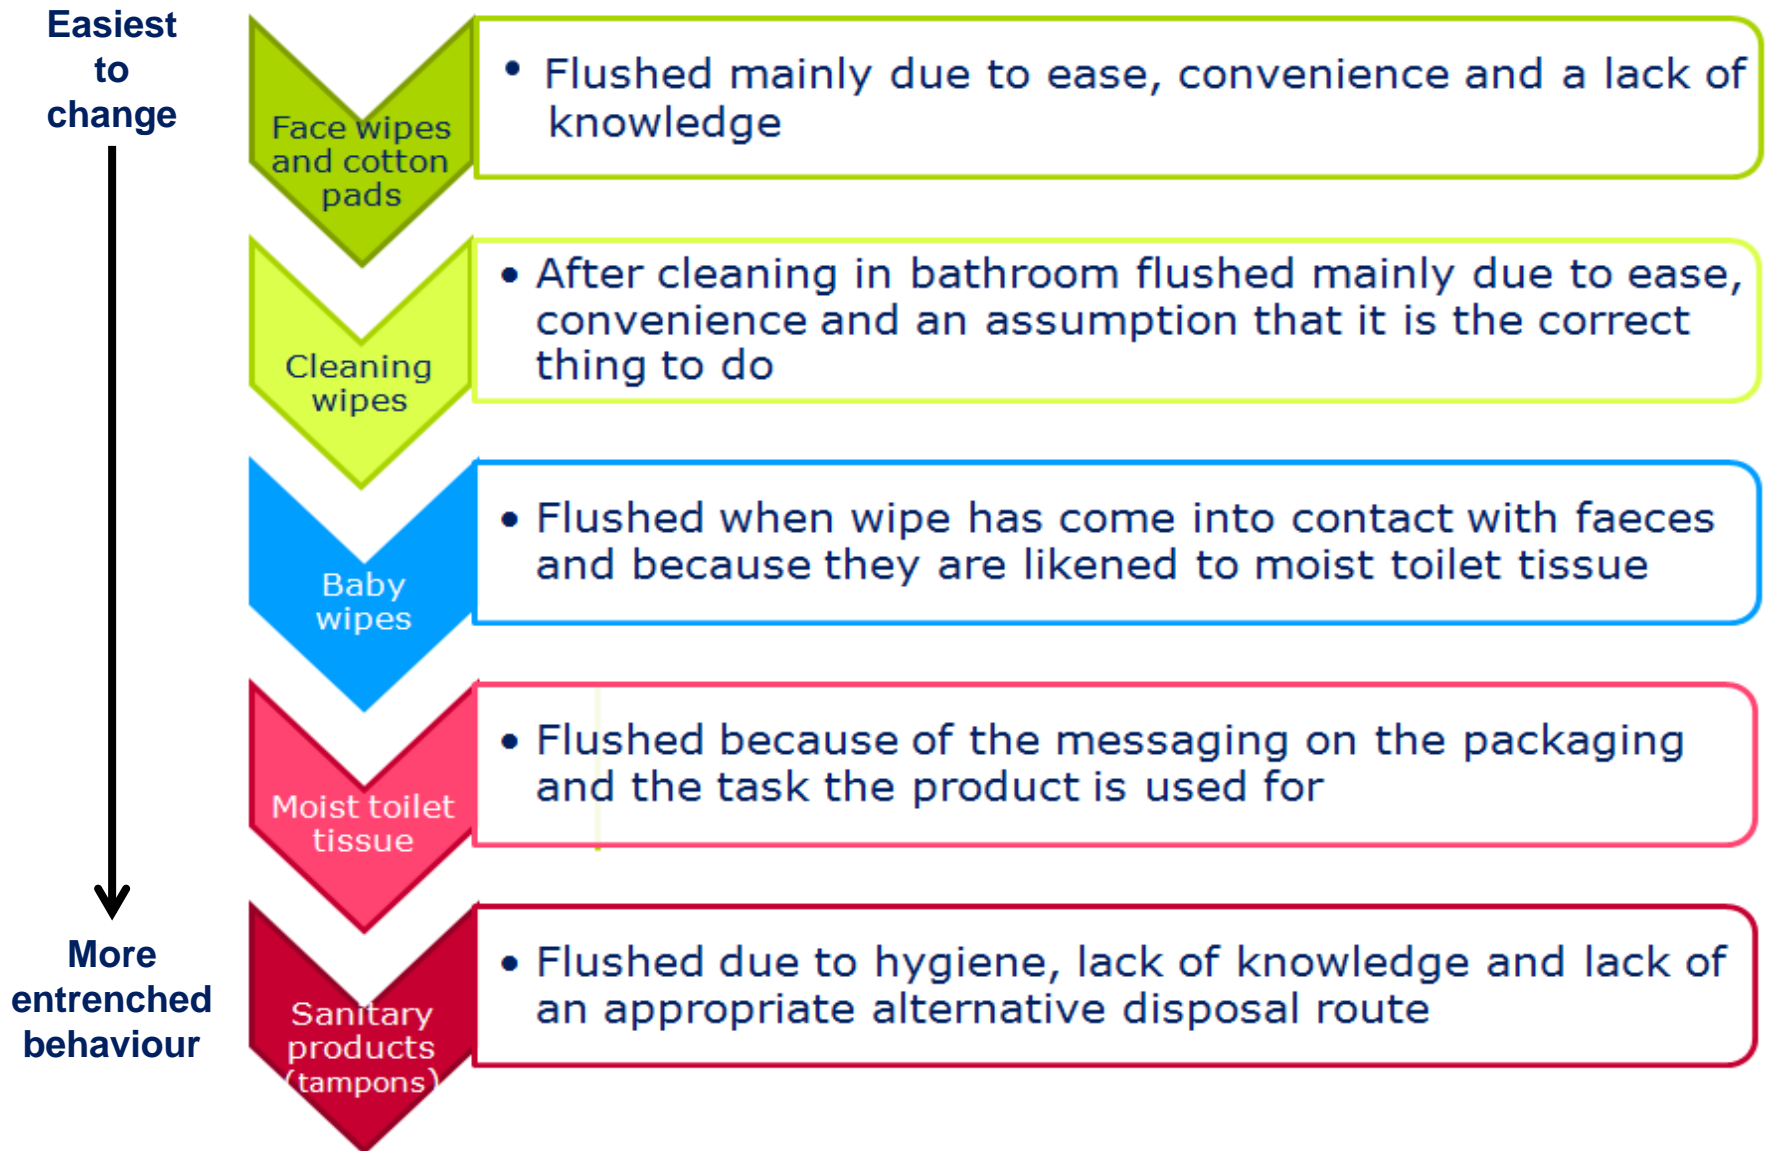 Easiest
to
change
Face wipes
and cotton
pads
• Flushed mainly due to ease, convenience and a lack of
knowledge
Cleaning
wipes
• After cleaning in bathroom flushed mainly due to ease,
convenience and an assumption that it is the correct
thing to do
Baby
wipes
• Flushed when wipe has come into contact with faeces
and because they are likened to moist toilet tissue
Moist toilet
tissue
• Flushed because of the messaging on the packaging
and the task the product is used for
More
entrenched
behaviour
Sanitary
products
(tampons)
• Flushed due to hygiene, lack of knowledge and lack of
an appropriate alternative disposal route